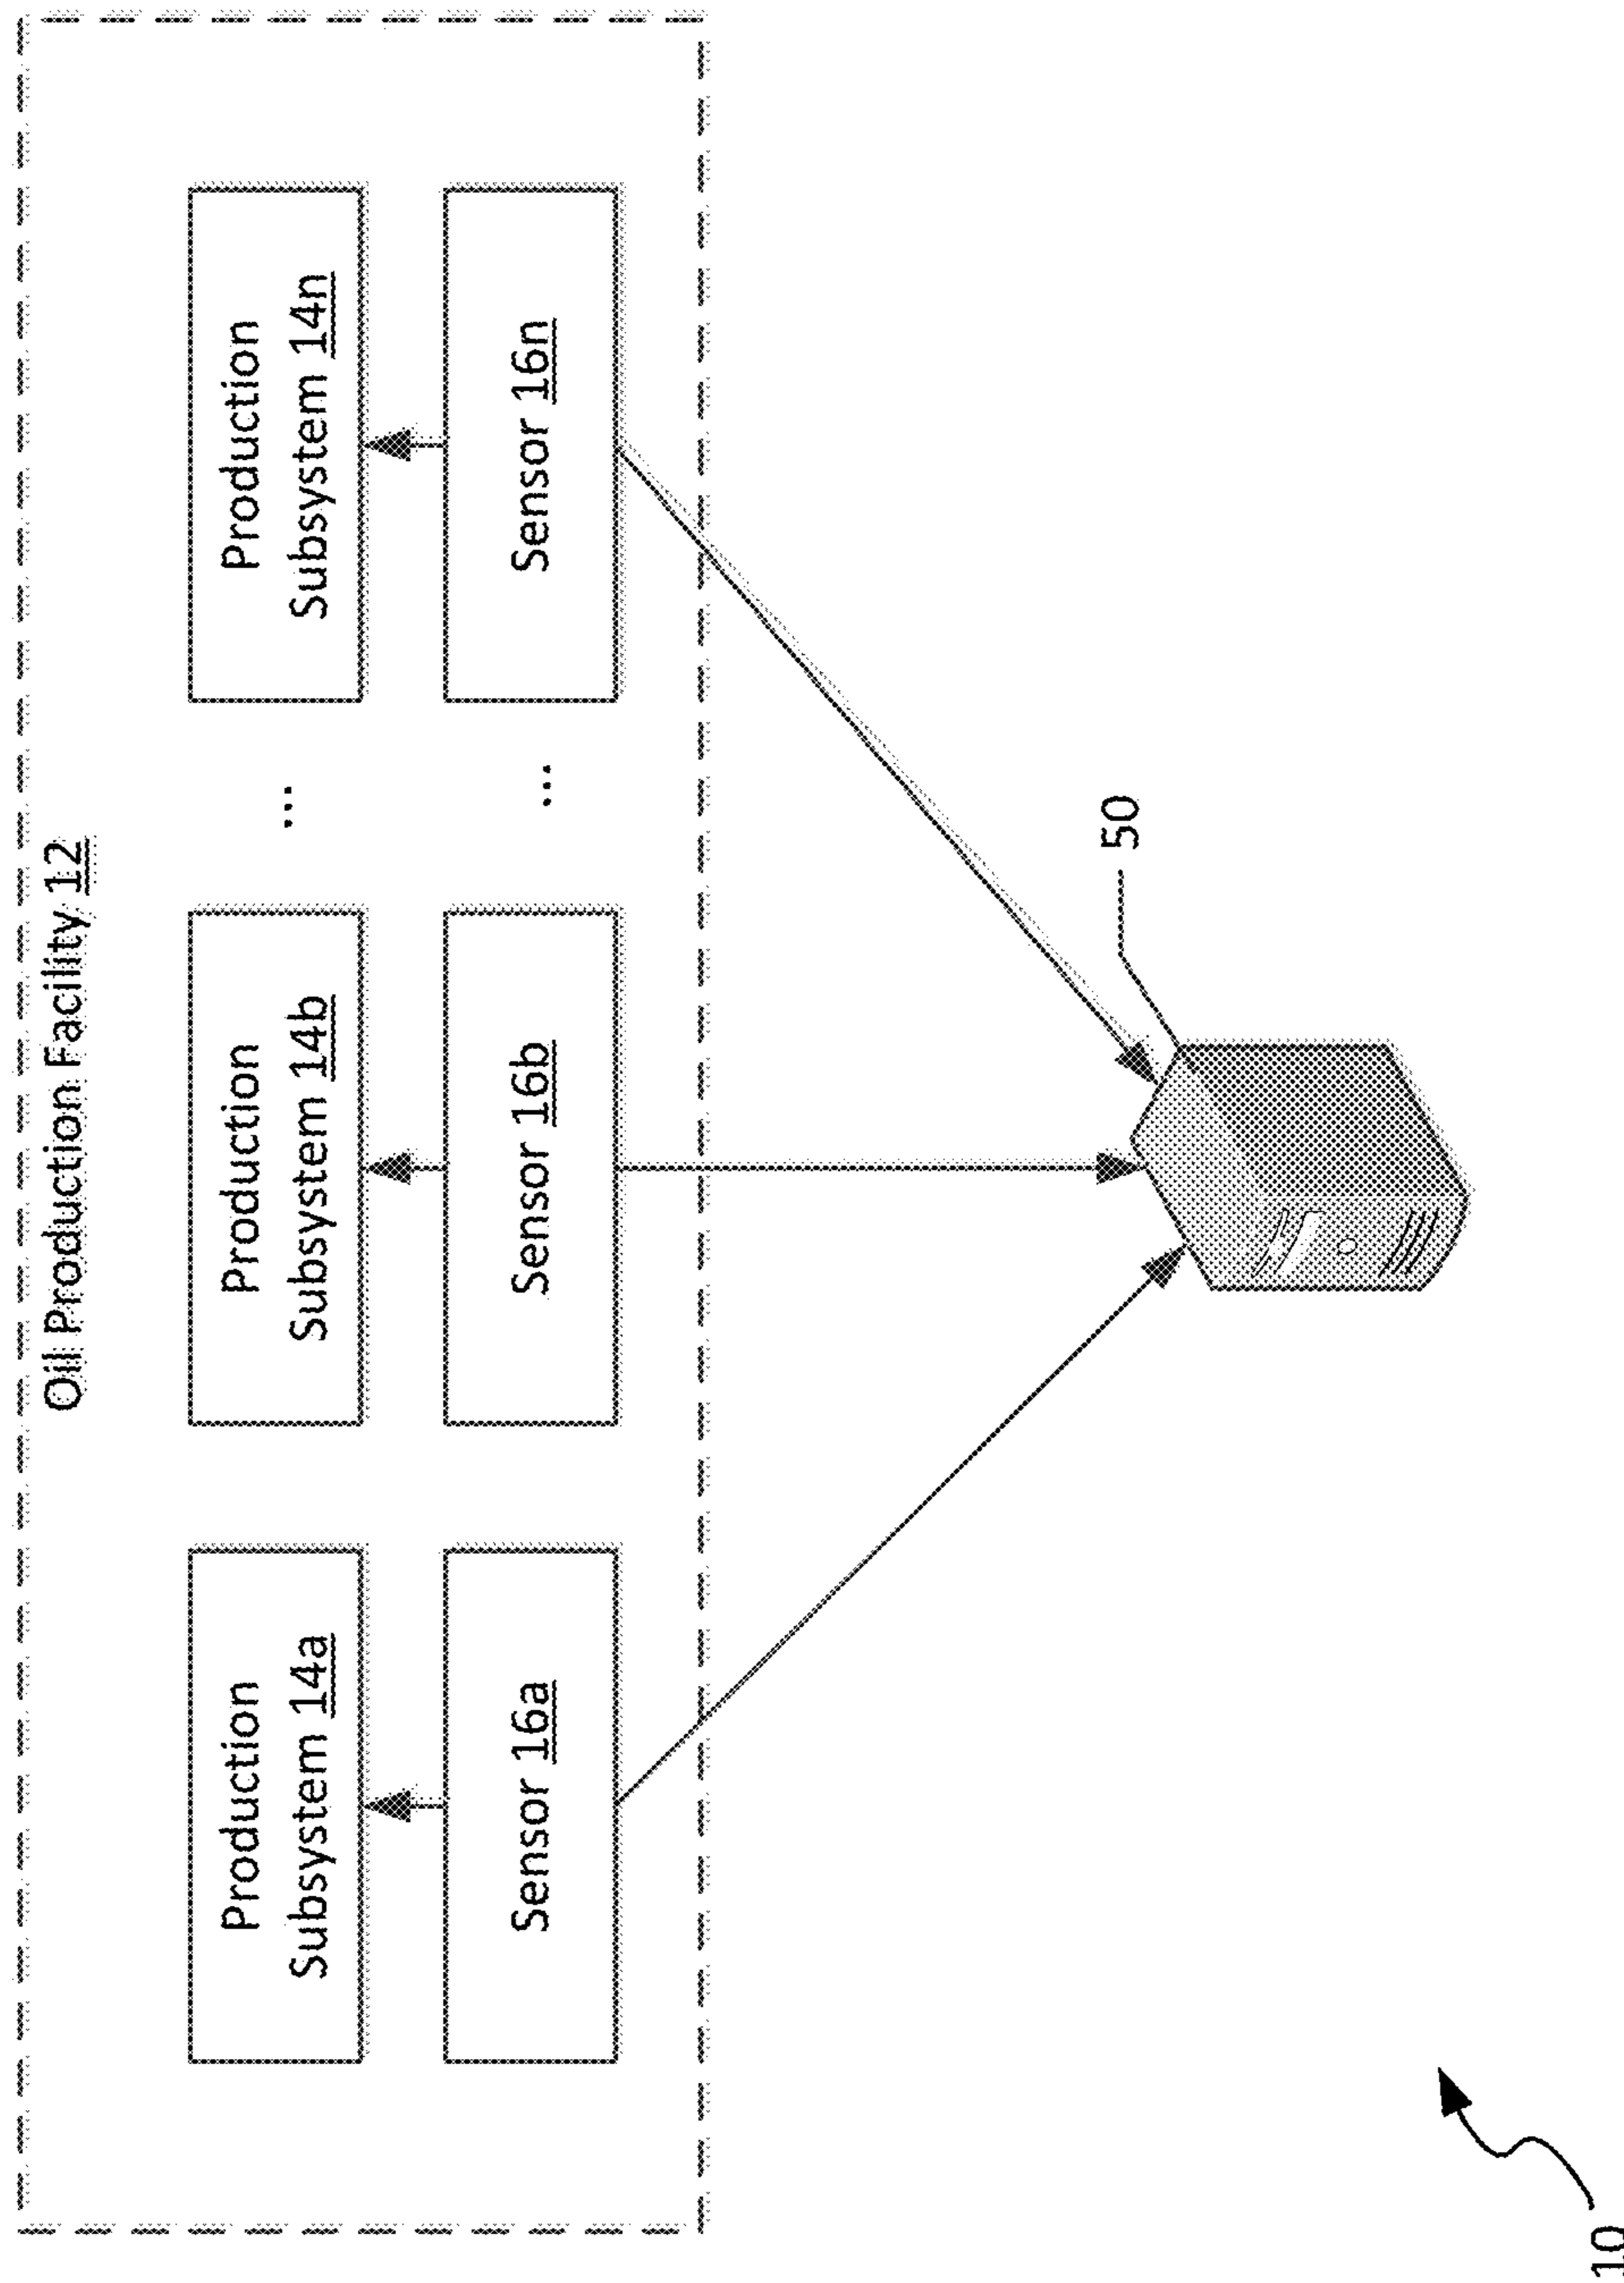 Oil Production Facility 12
Production
Subsystem 14a
Production
Subsystem 14b
...
Production
Subsystem 14n
Sensor 16a
Sensor 16b
...
Sensor 16n
50
10